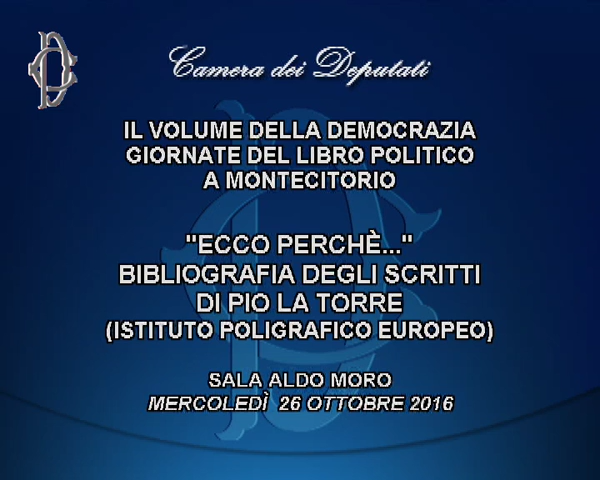 Camera dei Deputati
IL VOLUME DELLA DEMOCRAZIA
GIORNATE DEL LIBRO POLITICO
A MONTECITORIO
"ECCO PERCHÈ..."
BIBLIOGRAFIA DEGLI SCRITTI
DI PIO LA TORRE
(ISTITUTO POLIGRAFICO EUROPEO)
SALA ALDO MORO
MERCOLEDÌ 26 OTTOBRE 2016